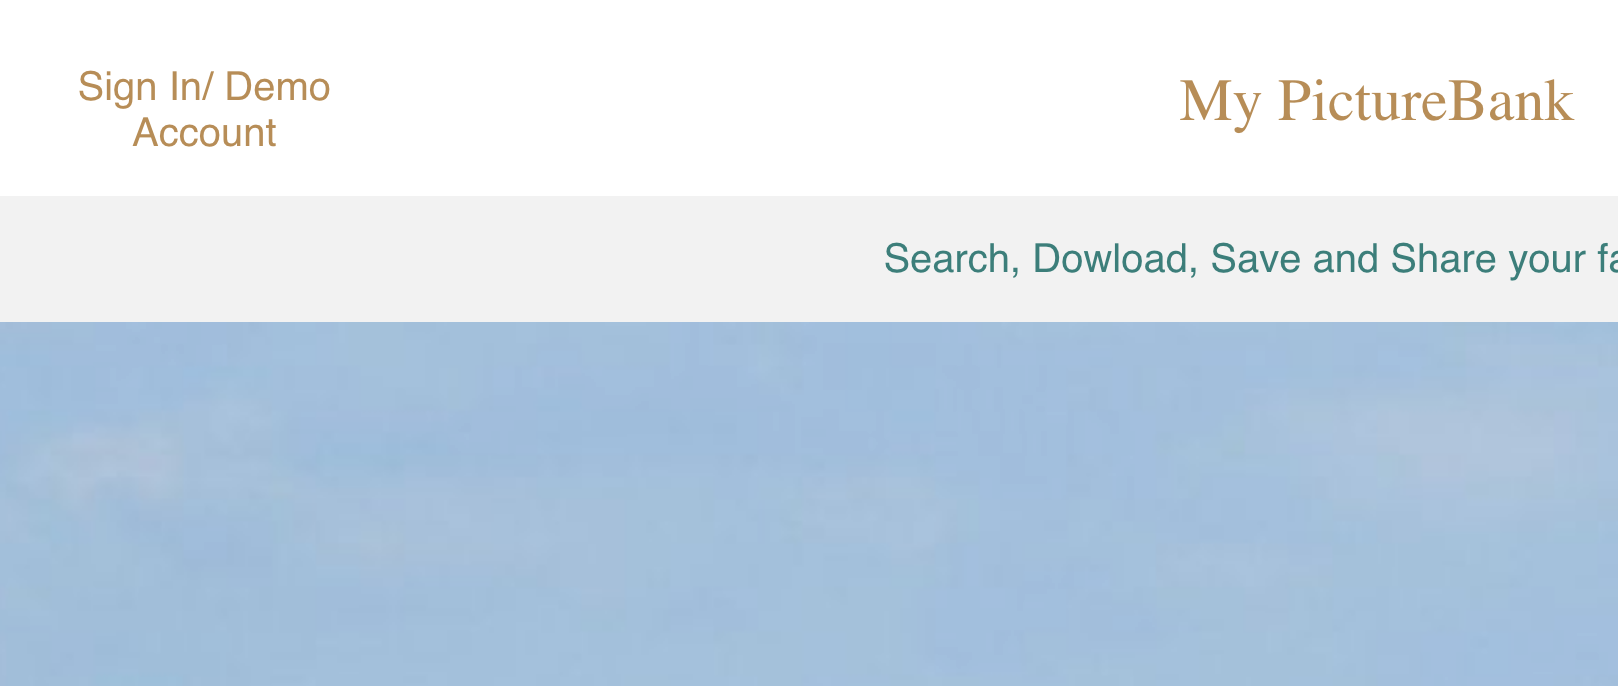 Sign In/ Demo
Account
My PictureBank
Search, Dowload, Save and Share your